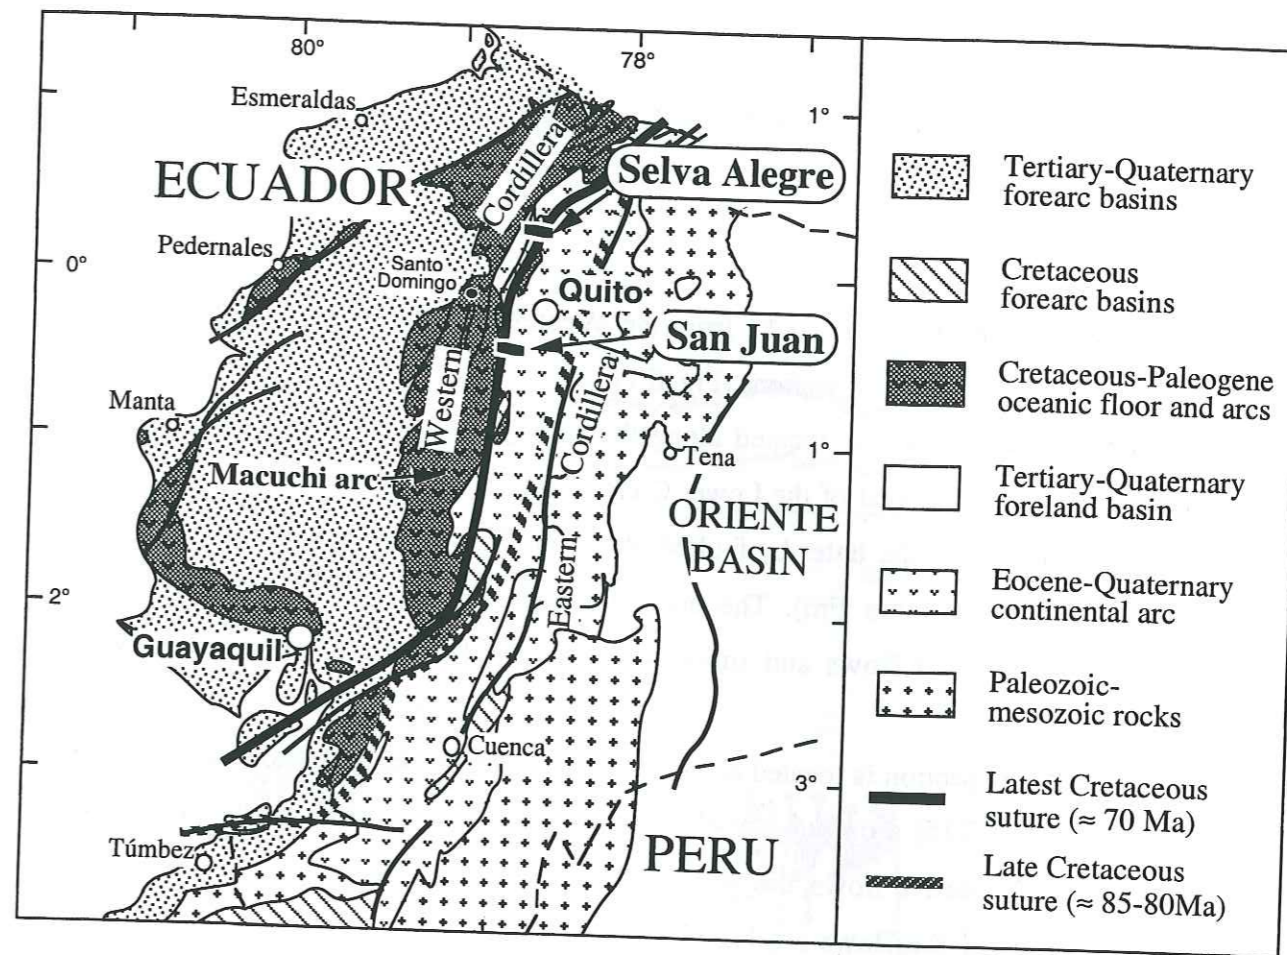 80°
78°
Esmeraldas
1°
Cordillera
Selva Alegre
ECUADOR
Pedernales
0°
Santo
Domingo
Quito
San Juan
Western
Cordillera
Manta
Macuchi arc
Tena
1°
ORIENTE
BASIN
Eastern
2°
Guayaquil
Cuenca
3°
Túmbez
PERU
Tertiary-Quaternary
forearc basins
Cretaceous
forearc basins
Cretaceous-Paleogene
oceanic floor and arcs
Tertiary-Quaternary
foreland basin
Eocene-Quaternary
continental arc
Paleozoic-
mesozoic rocks
Latest Cretaceous
suture (≈ 70 Ma)
Late Cretaceous
suture (≈ 85-80Ma)